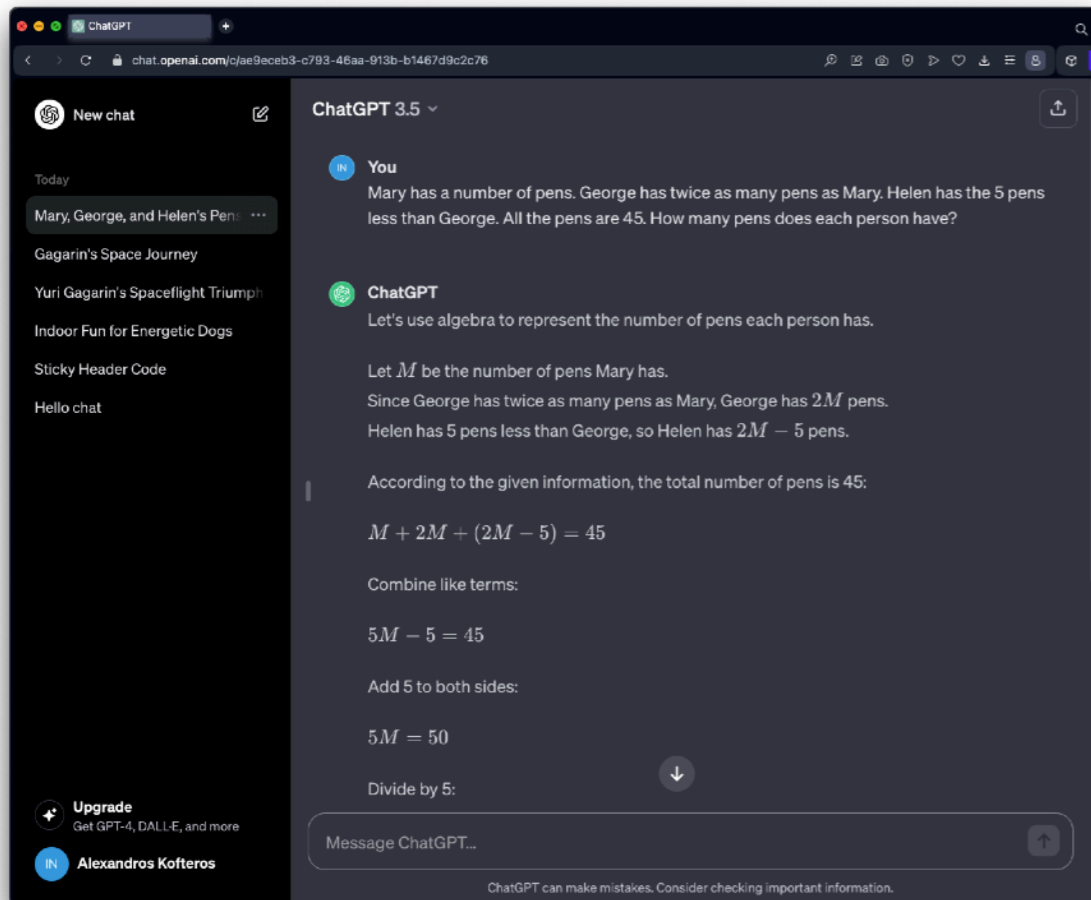 ChatGPT
chat.openai.com/c/ae9eceb3-c793-46aa-913b-b1467d9c2c76
New chat
Today
Mary, George, and Helen's Pens
Gagarin's Space Journey
Yuri Gagarin's Spaceflight Triumph
Indoor Fun for Energetic Dogs
Sticky Header Code
Hello chat
Upgrade
Get GPT-4, DALL·E, and more
IN
Alexandros Kofteros
ChatGPT 3.5
IN
You
Mary has a number of pens. George has twice as many pens as Mary. Helen has the 5 pens
less than George. All the pens are 45. How many pens does each person have?
ChatGPT
Let's use algebra to represent the number of pens each person has.
Let M be the number of pens Mary has.
Since George has twice as many pens as Mary, George has 2M pens.
Helen has 5 pens less than George, so Helen has 2M − 5 pens.
According to the given information, the total number of pens is 45:
M + 2M + (2M − 5) = 45
Combine like terms:
5M − 5 = 45
Add 5 to both sides:
5M = 50
Divide by 5:
Message ChatGPT...
ChatGPT can make mistakes. Consider checking important information.